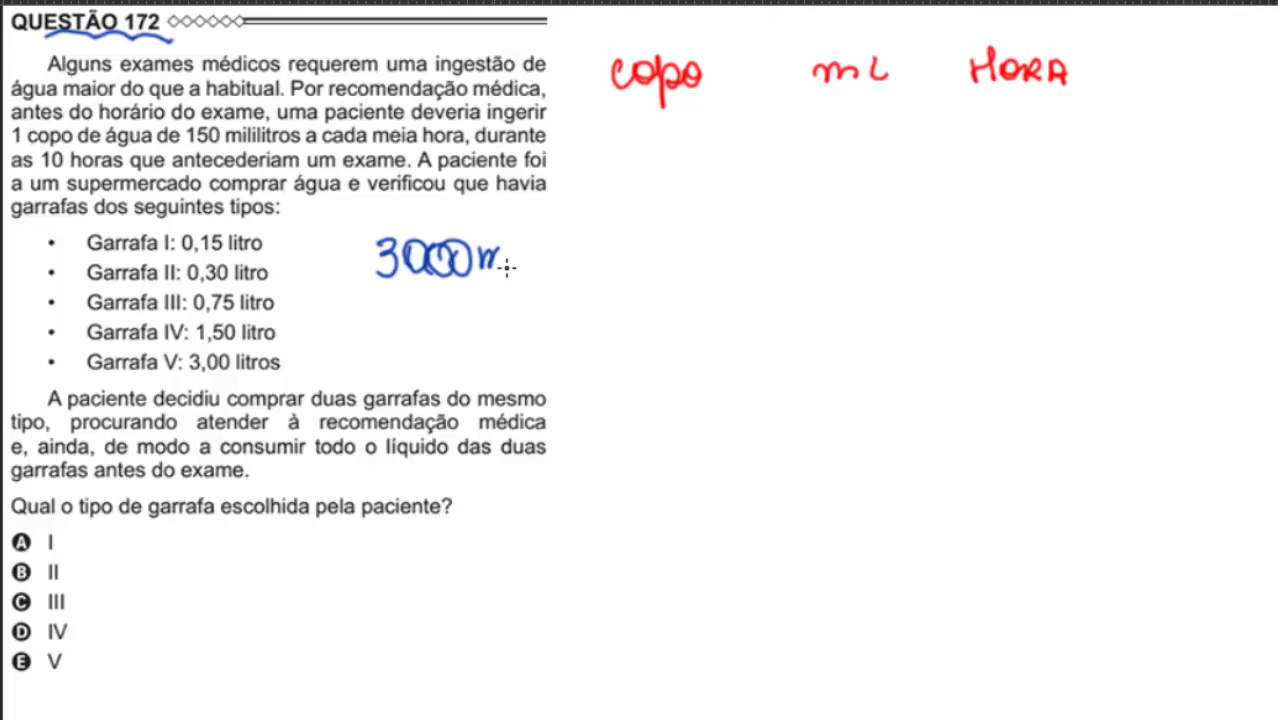 QUESTÃO 172
Alguns exames médicos requerem uma ingestão de
água maior do que a habitual. Por recomendação médica,
antes do horário do exame, uma paciente deveria ingerir
1 copo de água de 150 mililitros a cada meia hora, durante
as 10 horas que antecederiam um exame. A paciente foi
a um supermercado comprar água e verificou que havia
garrafas dos seguintes tipos:
• Garrafa I: 0,15 litro
• Garrafa II: 0,30 litro
• Garrafa III: 0,75 litro
• Garrafa IV: 1,50 litro
• Garrafa V: 3,00 litros
A paciente decidiu comprar duas garrafas do mesmo
tipo, procurando atender à recomendação médica
e, ainda, de modo a consumir todo o líquido das duas
garrafas antes do exame.
Qual o tipo de garrafa escolhida pela paciente?
A I
B II
C III
D IV
E V
3000 m
copo mL HORA